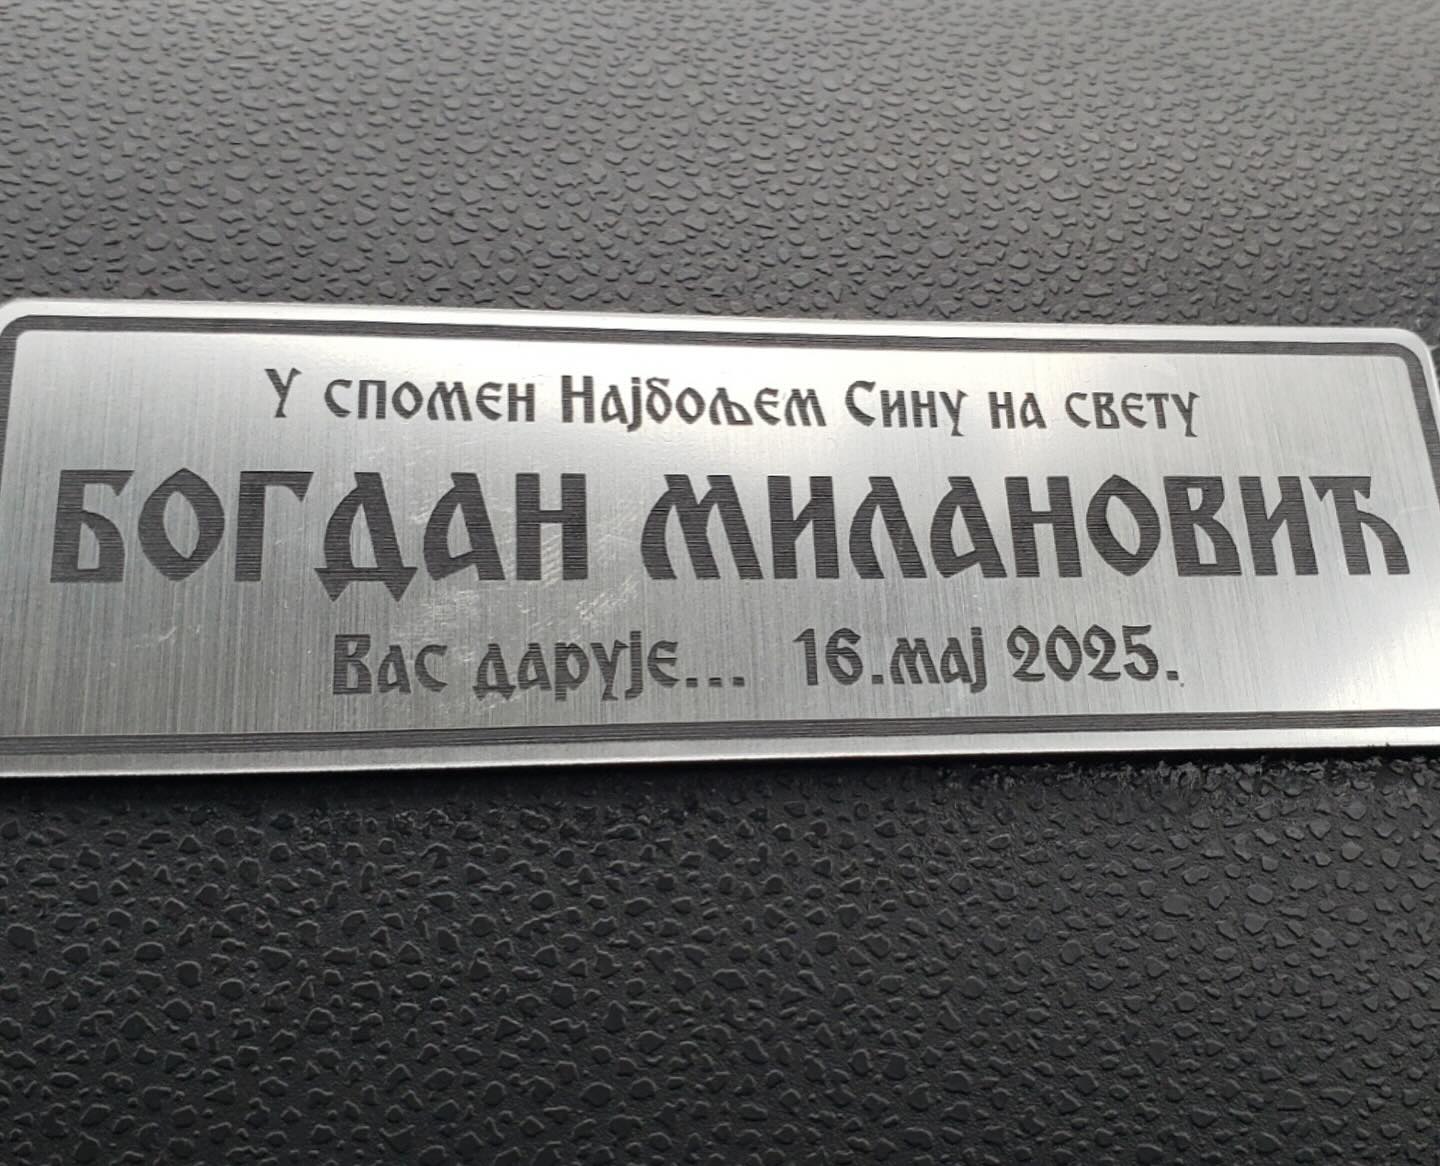 У спомен Најбољем Сину на свету
БОГДАН МИЛАНОВИЋ
Вас дарује... 16.мај 2025.